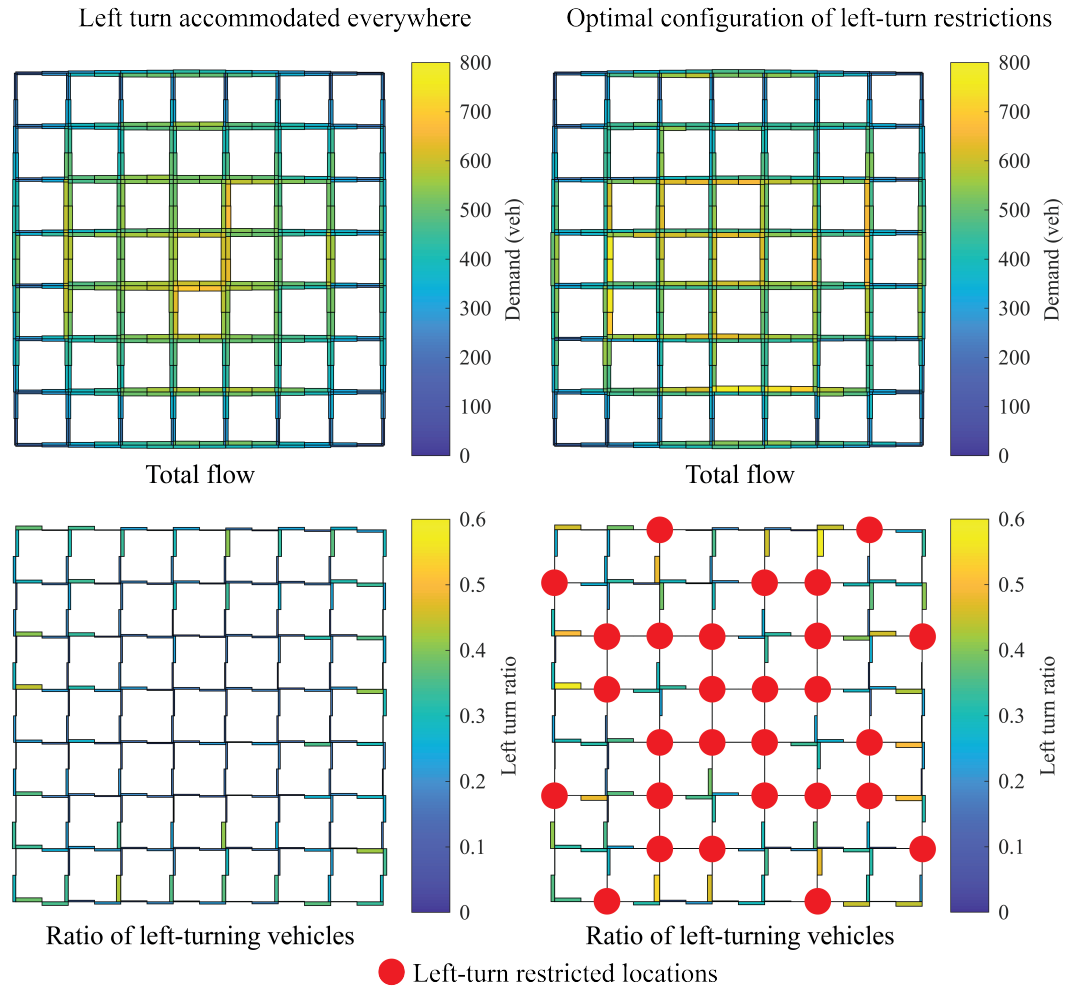 Left turn accommodated everywhere
Optimal configuration of left-turn restrictions
800
700
600
500
400
300
200
100
0
Demand (veh)
800
700
600
500
400
300
200
100
0
Demand (veh)
Total flow
Total flow
0.6
0.5
0.4
0.3
0.2
0.1
0
Left turn ratio
0.6
0.5
0.4
0.3
0.2
0.1
0
Left turn ratio
Ratio of left-turning vehicles
Ratio of left-turning vehicles
Left-turn restricted locations